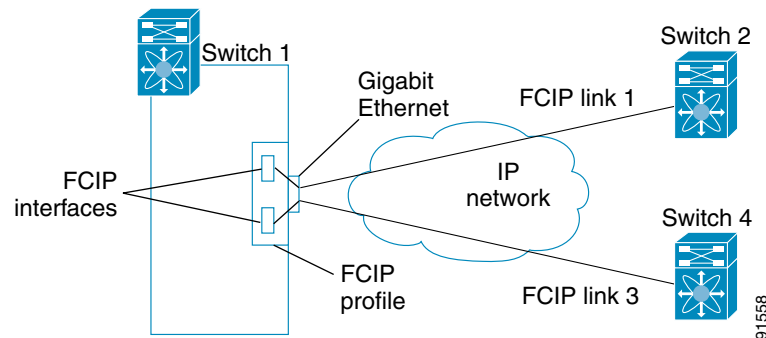 Switch 1
Switch 2
Gigabit
Ethernet
FCIP link 1
FCIP
interfaces
IP
network
Switch 4
FCIP
profile
FCIP link 3
91558